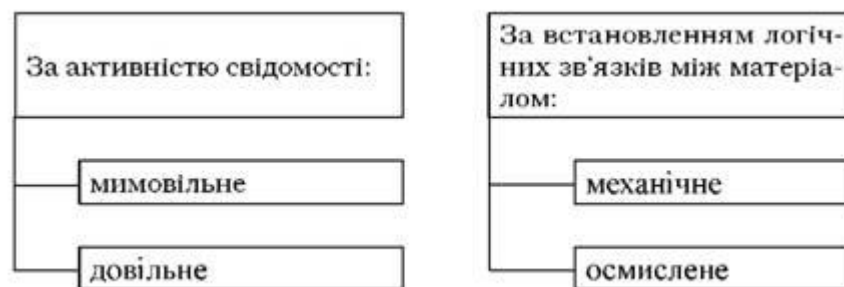 За активністю свідомості:
мимовільне
довільне
За встановленням логіч-
них зв'язків між матеріа-
лом:
механічне
осмислене